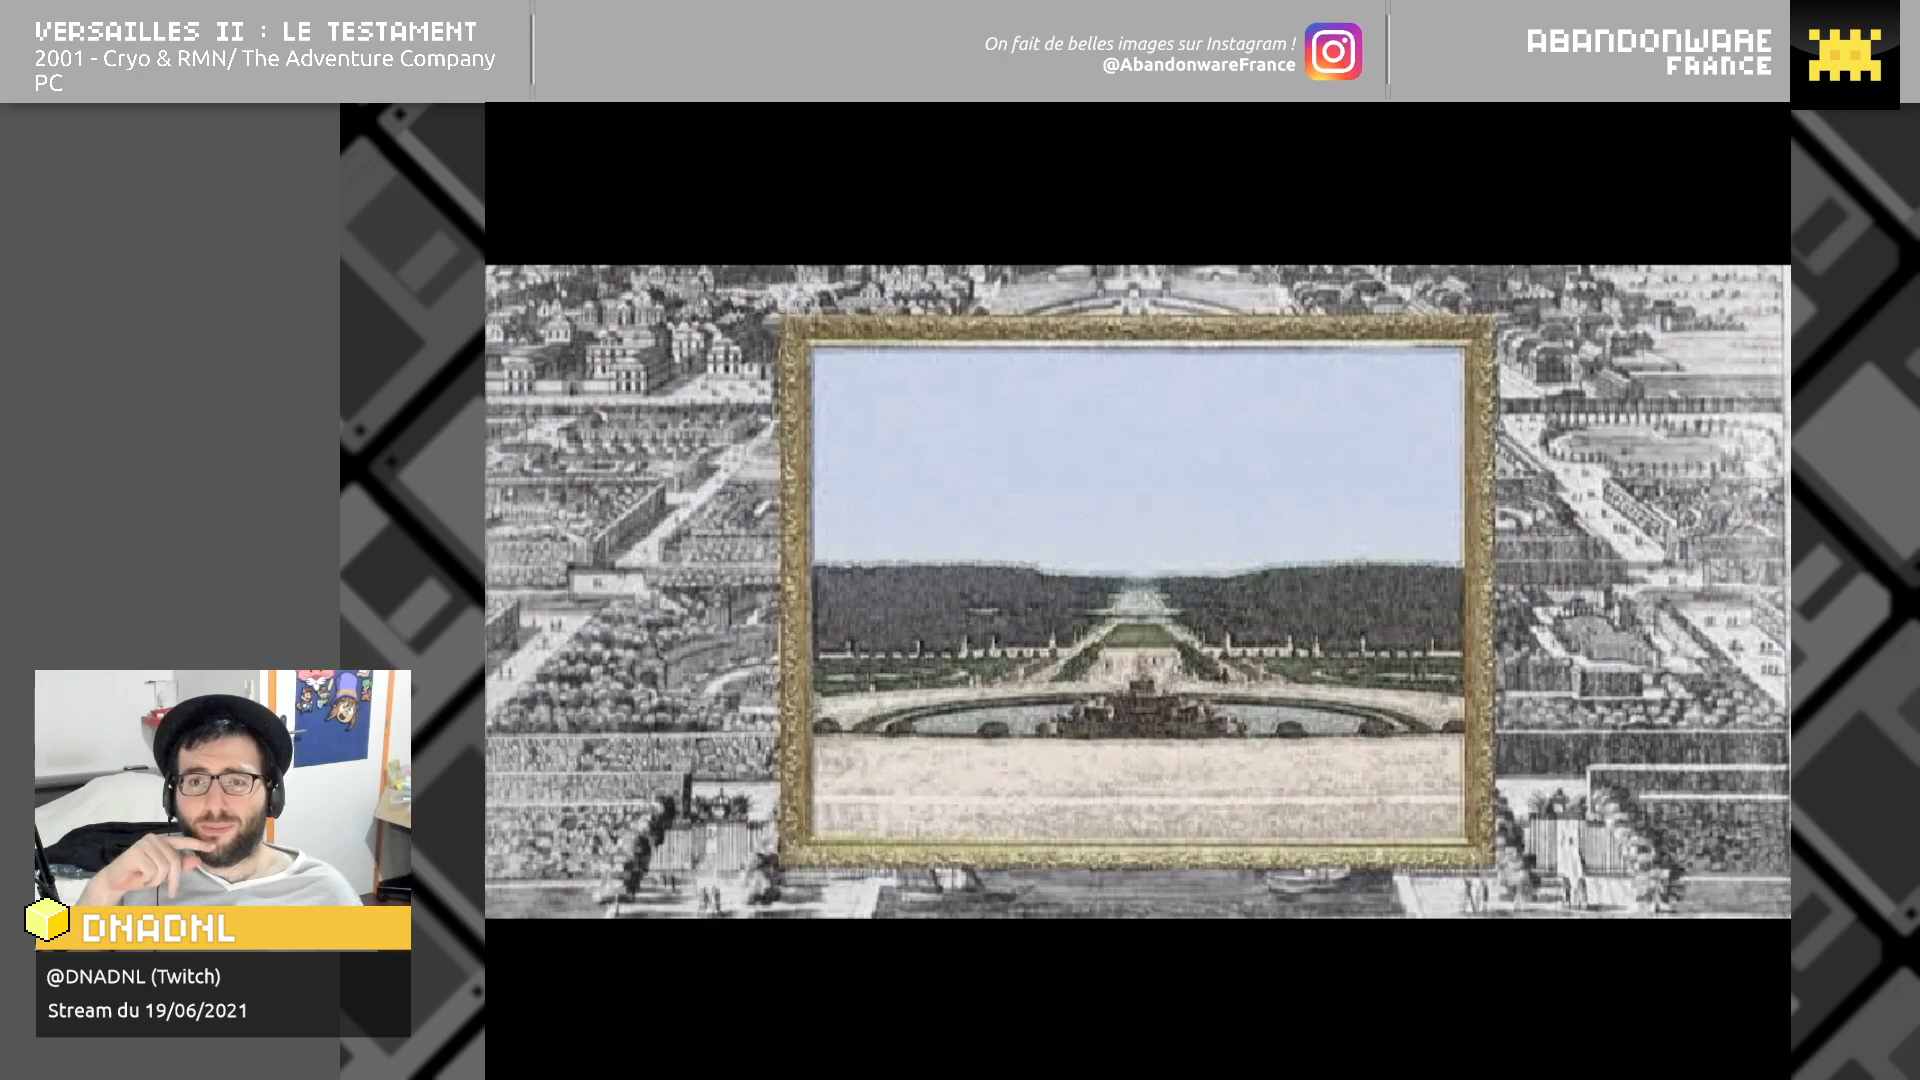 VERSAILLES II : LE TESTAMENT
2001 - Cryo & RMN/ The Adventure Company
PC
On fait de belles images sur Instagram !
@AbandonwareFrance
ABANDONWARE
FRANCE
DNADNL
@DNADNL (Twitch)
Stream du 19/06/2021